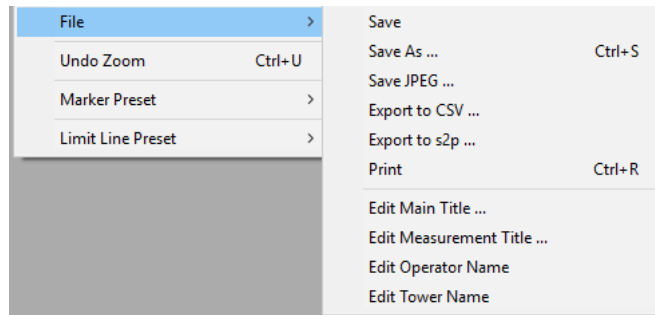 File
Undo Zoom Ctrl+U
Marker Preset
Limit Line Preset
Save
Save As ... Ctrl+S
Save JPEG ...
Export to CSV ...
Export to s2p ...
Print Ctrl+R
Edit Main Title ...
Edit Measurement Title ...
Edit Operator Name
Edit Tower Name